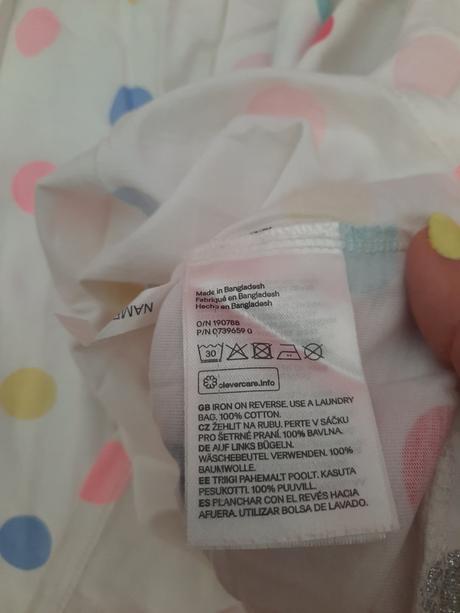 Made in Bangladesh
Fabriqué en Bangladesh
Hecho en Bangladesh
O/N 190788
P/N 0739659 0
30
clevercare.info
GB IRON ON REVERSE. USE A LAUNDRY
BAG. 100% COTTON.
CZ ŽEHLIT NA RUBU. PERTE V SÁČKU
PRO ŠETRNÉ PRANÍ. 100% BAVLNA.
DE AUF LINKS BÜGELN.
WÄSCHEBEUTEL VERWENDEN. 100%
BAUMWOLLE.
EE TRIIGI PAHEMALT POOLT. KASUTA
PESUKOTTI. 100% PUUVILL.
ES PLANCHAR CON EL REVÉS HACIA
AFUERA. UTILIZAR BOLSA DE LAVADO.
NAME